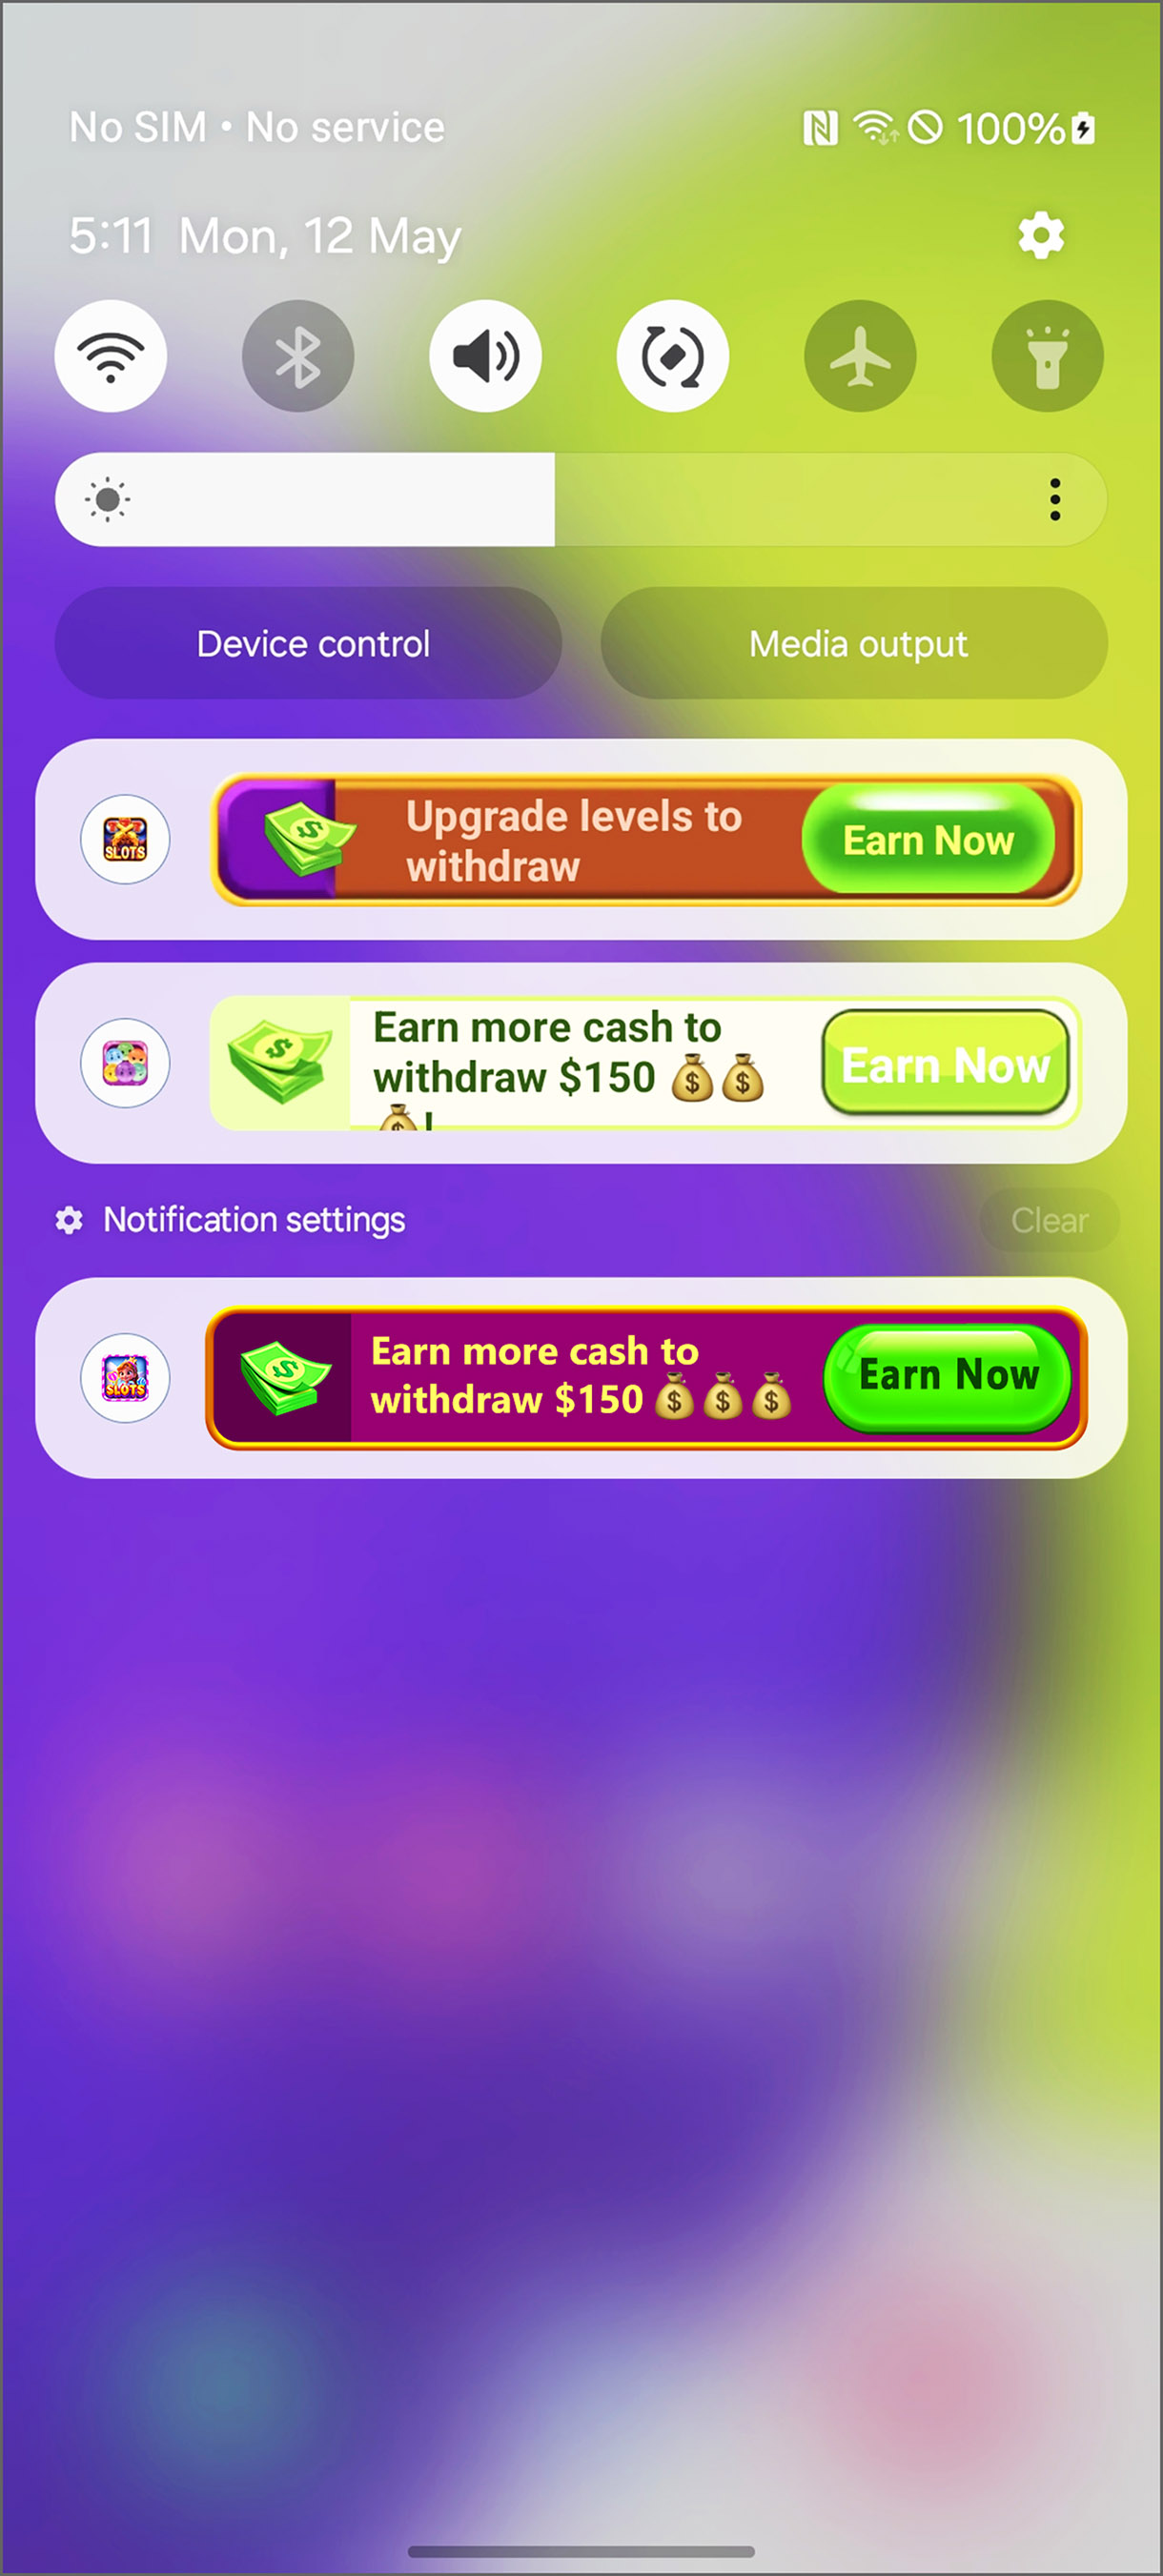 No SIM • No service
100%
5:11 Mon, 12 May
Device control
Media output
SLOTS
Upgrade levels to
withdraw
Earn Now
Earn more cash to
withdraw $150 💰💰
💰!
Earn Now
Notification settings
Clear
SLOTS
Earn more cash to
withdraw $150 💰💰💰
Earn Now